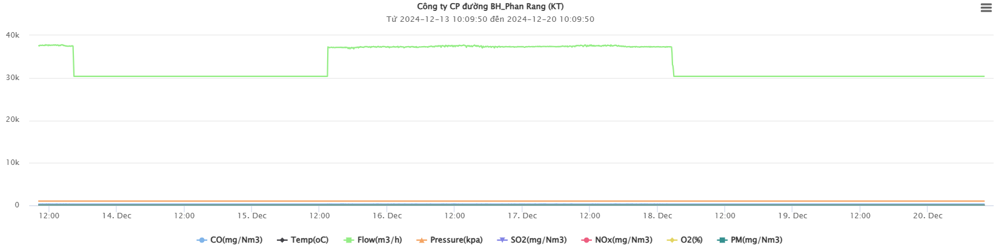 Công ty CP đường BH_Phan Rang (KT)
Từ 2024-12-13 10:09:50 đến 2024-12-20 10:09:50
40k
30k
20k
10k
0
12:00 14. Dec 12:00 15. Dec 12:00 16. Dec 12:00 17. Dec 12:00 18. Dec 12:00 19. Dec 12:00 20. Dec
CO(mg/Nm3) Temp(oC) Flow(m3/h) Pressure(kpa) SO2(mg/Nm3) NOx(mg/Nm3) O2(%) PM(mg/Nm3)